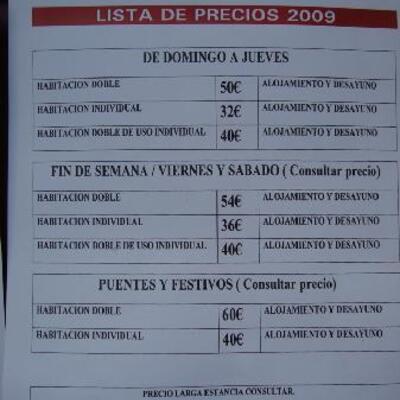 LISTA DE PRECIOS 2009
DE DOMINGO A JUEVES
HABITACION DOBLE 50€ ALOJAMIENTO Y DESAYUNO
HABITACION INDIVIDUAL 32€ ALOJAMIENTO Y DESAYUNO
HABITACION DOBLE DE USO INDIVIDUAL 40€ ALOJAMIENTO Y DESAYUNO
FIN DE SEMANA / VIERNES Y SABADO ( Consultar precio)
HABITACION DOBLE 54€ ALOJAMIENTO Y DESAYUNO
HABITACION INDIVIDUAL 36€ ALOJAMIENTO Y DESAYUNO
HABITACION DOBLE DE USO INDIVIDUAL 40€ ALOJAMIENTO Y DESAYUNO
PUENTES Y FESTIVOS ( Consultar precio)
HABITACION DOBLE 60€ ALOJAMIENTO Y DESAYUNO
HABITACION INDIVIDUAL 40€ ALOJAMIENTO Y DESAYUNO
PRECIO LARGA ESTANCIA CONSULTAR.